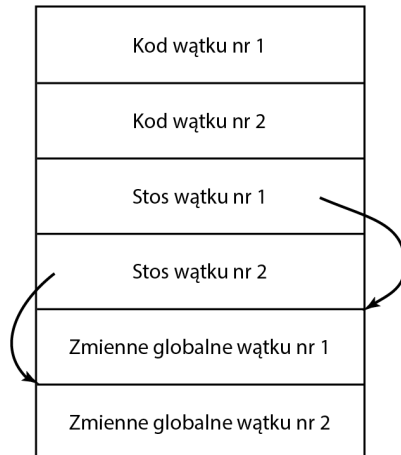 Kod wątku nr 1
Kod wątku nr 2
Stos wątku nr 1
Stos wątku nr 2
Zmienne globalne wątku nr 1
Zmienne globalne wątku nr 2